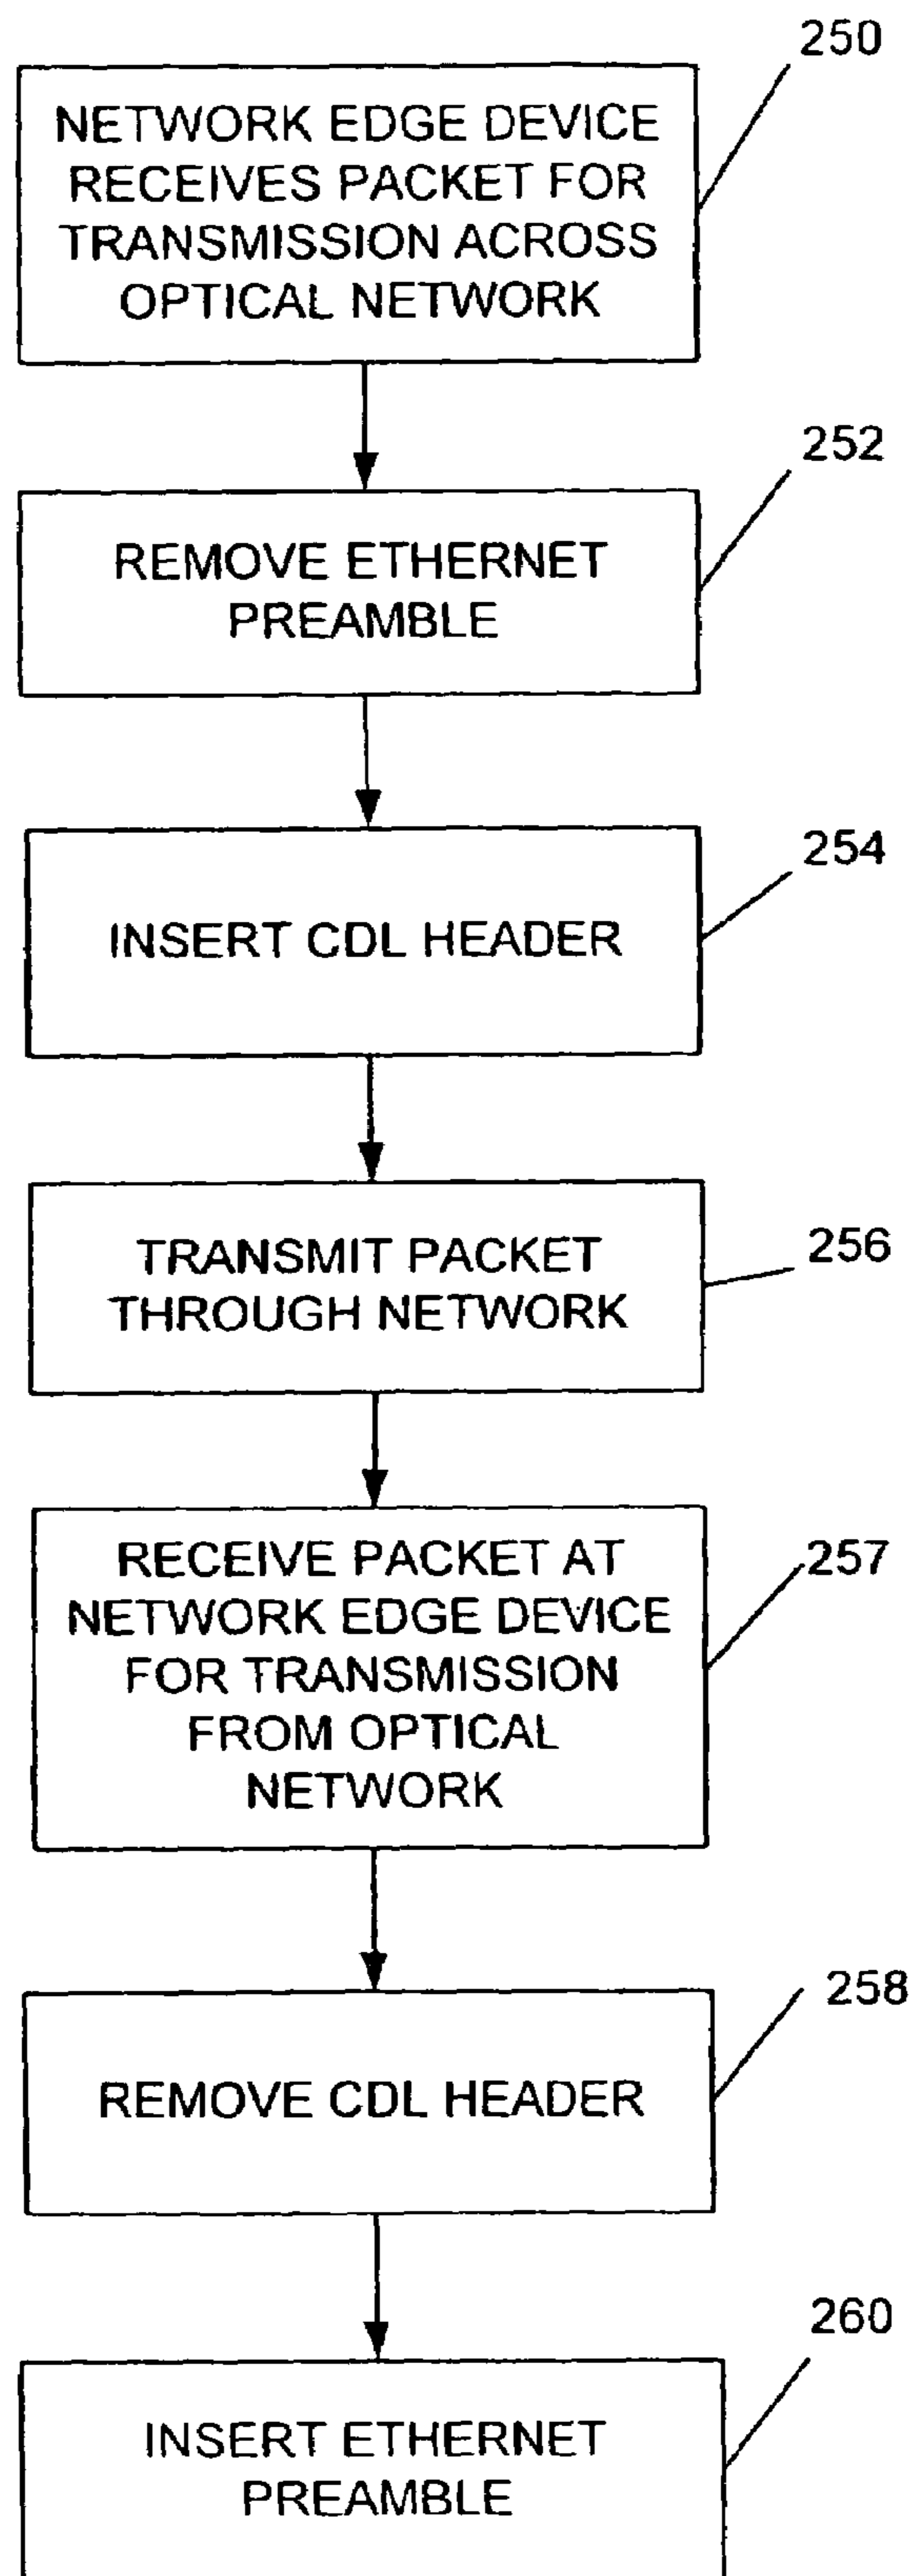 250
NETWORK EDGE DEVICE
RECEIVES PACKET FOR
TRANSMISSION ACROSS
OPTICAL NETWORK
252
REMOVE ETHERNET
PREAMBLE
254
INSERT CDL HEADER
256
TRANSMIT PACKET
THROUGH NETWORK
257
RECEIVE PACKET AT
NETWORK EDGE DEVICE
FOR TRANSMISSION
FROM OPTICAL
NETWORK
258
REMOVE CDL HEADER
260
INSERT ETHERNET
PREAMBLE